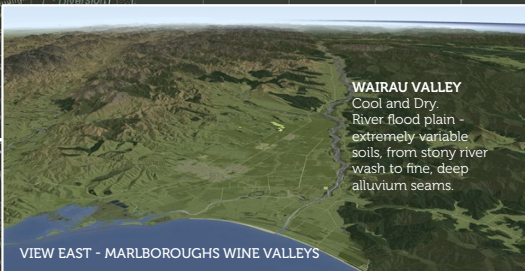 WAIRAU VALLEY
Cool and Dry.
River flood plain -
extremely variable
soils, from stony river
wash to fine, deep
alluvium seams.
VIEW EAST - MARLBOROUGHS WINE VALLEYS